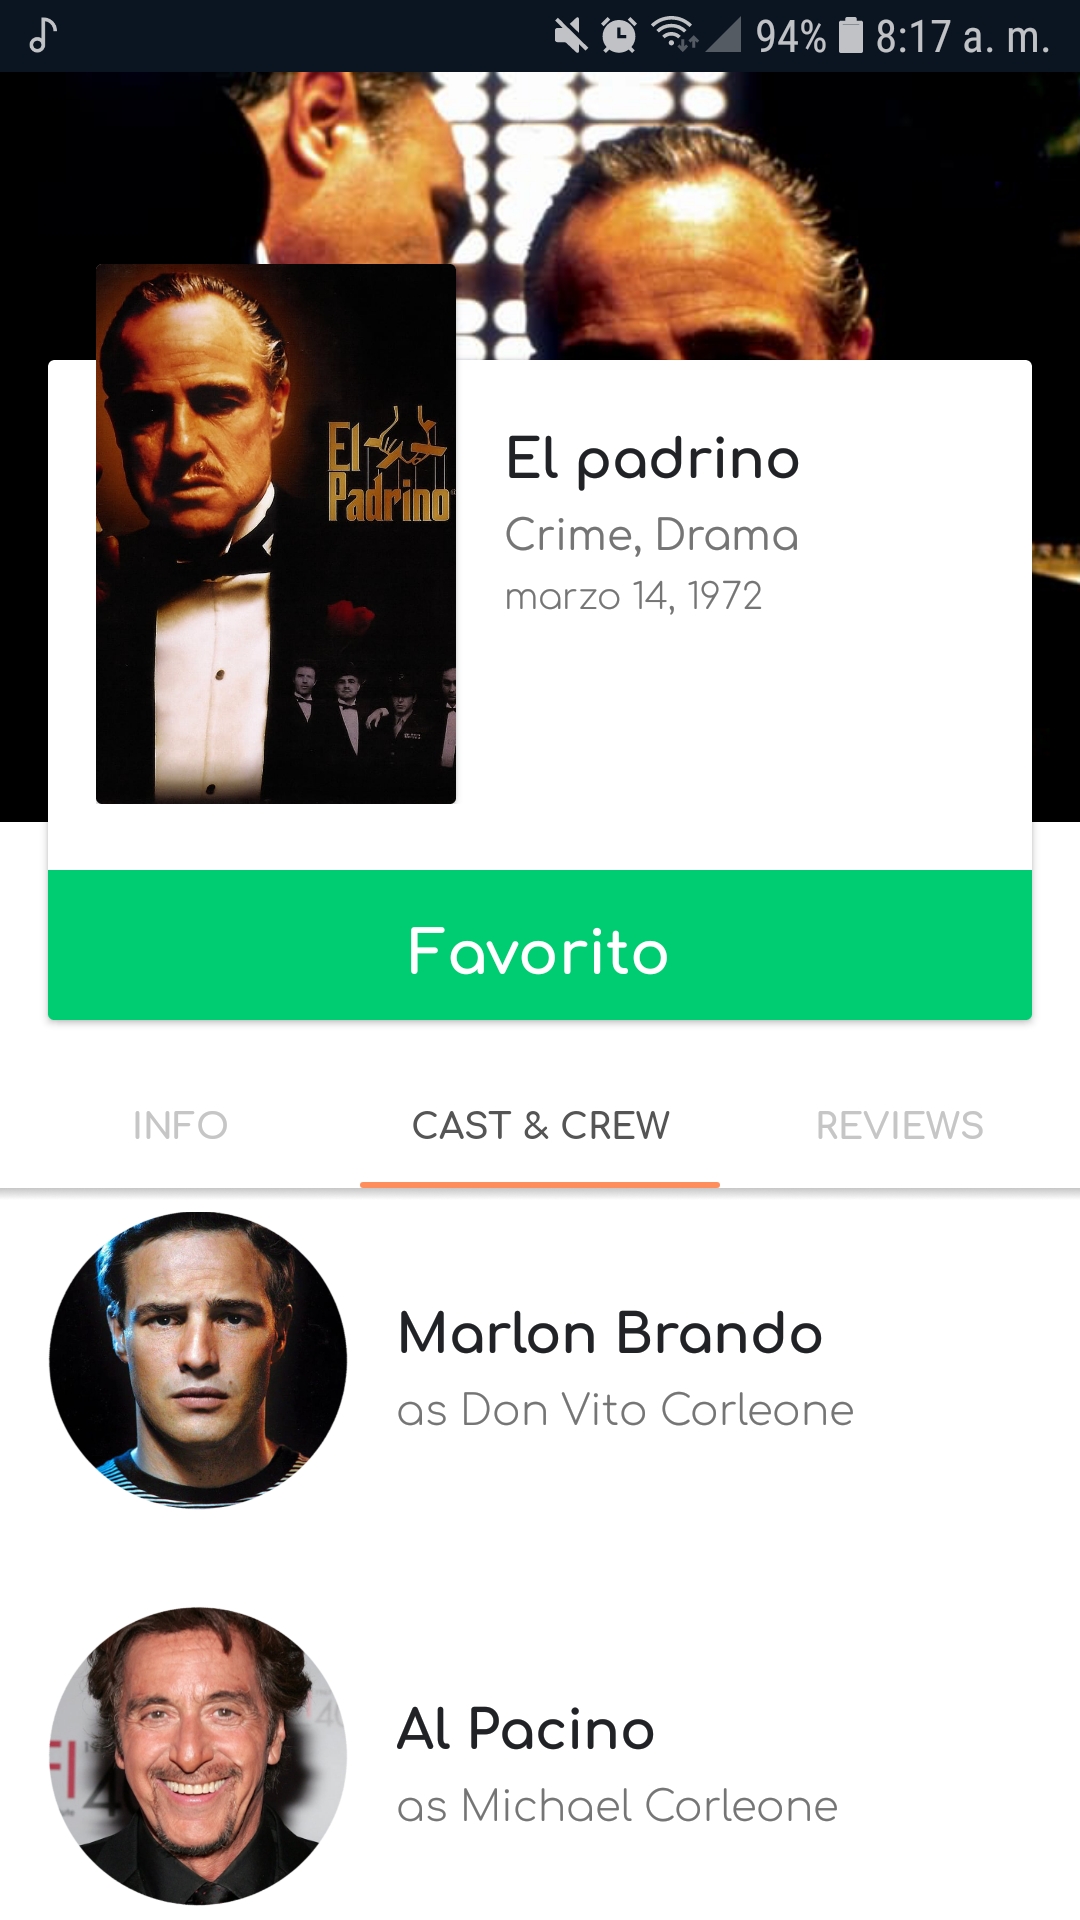 94% 8:17 a. m.
El
Padrino
El padrino
Crime, Drama
marzo 14, 1972
Favorito
INFO CAST & CREW REVIEWS
Marlon Brando
as Don Vito Corleone
Al Pacino
as Michael Corleone